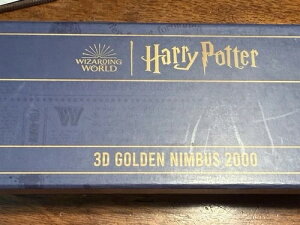 WIZARDING
WORLD
Harry Potter
W
3D GOLDEN NIMBUS 2000